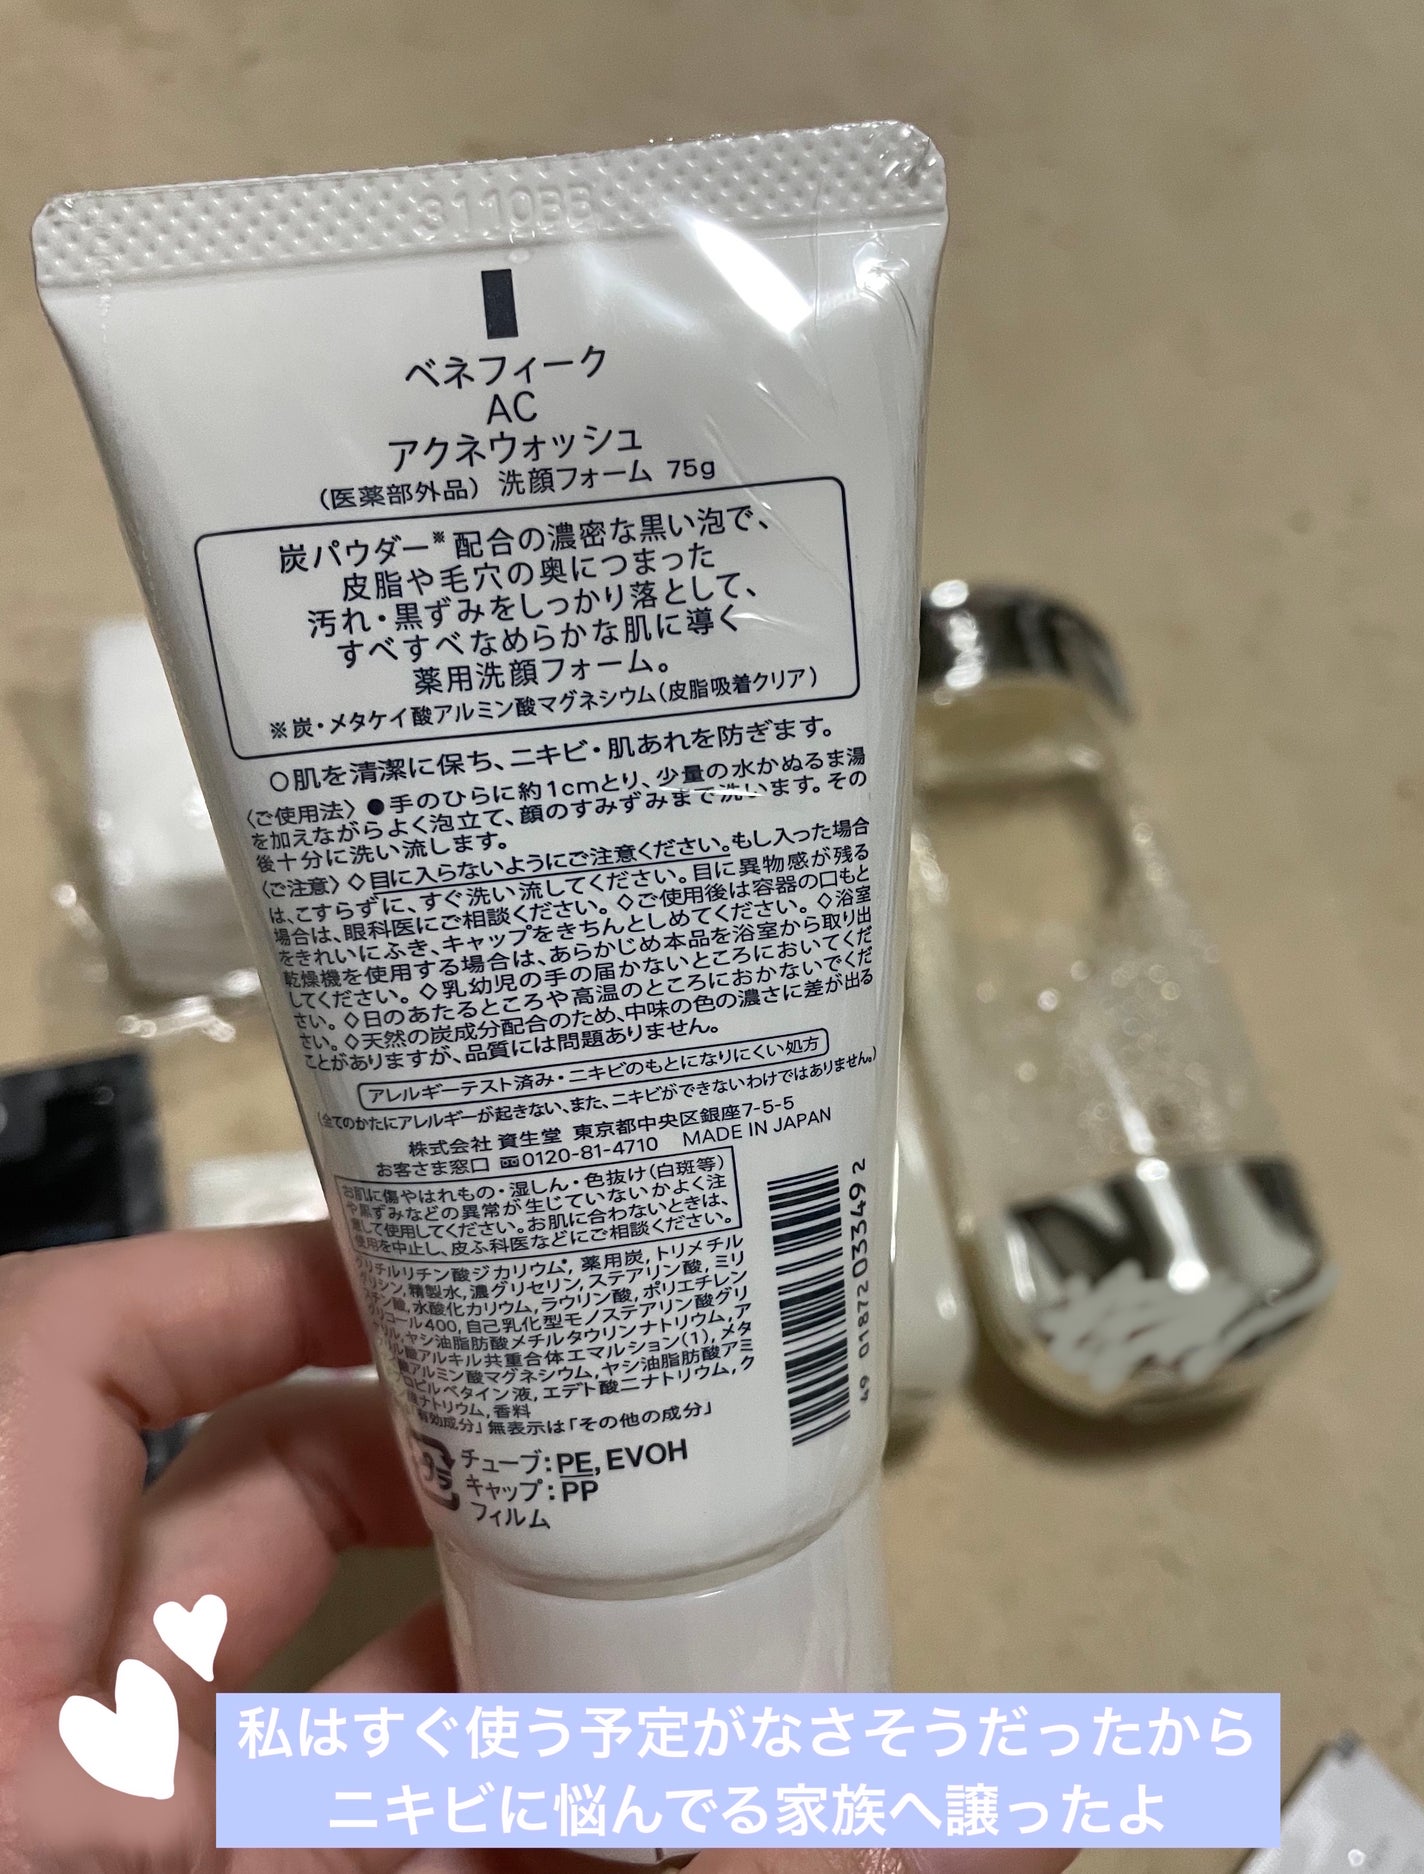 3110BB
ベネフィーク
AC
アクネウォッシュ
（医薬部外品） 洗顔フォーム 75g
炭パウダー※配合の濃密な黒い泡で、
皮脂や毛穴の奥につまった
汚れ・黒ずみをしっかり落として、
すべすべなめらかな肌に導く
薬用洗顔フォーム。
※炭・メタケイ酸アルミン酸マグネシウム（皮脂吸着クリア）
○肌を清潔に保ち、ニキビ・肌あれを防ぎます。
〈ご使用法〉●手のひらに約1cmとり、少量の水かぬるま湯
を加えながらよく泡立て、顔のすみずみまで洗います。その
後十分に洗い流します。
〈ご注意〉◇目に入らないようにご注意ください。もし入った場合
は、こすらずに、すぐ洗い流してください。目に異物感が残る
場合は、眼科医にご相談ください。◇ご使用後は容器の口もと
をきれいにふき、キャップをきちんとしめてください。◇浴室
乾燥機を使用する場合は、あらかじめ本品を浴室から取り出
してください。◇乳幼児の手の届かないところにおいてくだ
さい。◇日のあたるところや高温のところにおかないでくだ
さい。◇天然の炭成分配合のため、中味の色の濃さに差が出る
ことがありますが、品質には問題ありません。
アレルギーテスト済み・ニキビのもとになりにくい処方
（全てのかたにアレルギーが起きない、また、ニキビができないわけではありません。）
株式会社 資生堂 東京都中央区銀座7-5-5
お客さま窓口 0120-81-4710 MADE IN JAPAN
お肌に傷やはれもの・湿しん・色抜け（白斑等）
や黒ずみなどの異常が生じていないかよく注
意して使用してください。お肌に合わないときは、
使用を中止し、皮ふ科医などにご相談ください。
グリチルリチン酸ジカリウム*, 薬用炭, トリメチル
グリシン, 精製水, 濃グリセリン, ステアリン酸, ミリ
スチン酸, 水酸化カリウム, ラウリン酸, ポリエチレン
グリコール400, 自己乳化型モノステアリン酸グリ
セリル, ヤシ油脂肪酸メチルタウリンナトリウム, ア
クリル酸アルキル共重合体エマルション(1), メタ
ケイ酸アルミン酸マグネシウム, ヤシ油脂肪酸アミ
ドプロピルベタイン液, エデト酸二ナトリウム, ク
エン酸ナトリウム, 香料
「有効成分」無表示は「その他の成分」
49 01872 03349 2
プラ
チューブ：PE, EVOH
キャップ：PP
フィルム
私はすぐ使う予定がなさそうだったから
ニキビに悩んでる家族へ譲ったよ